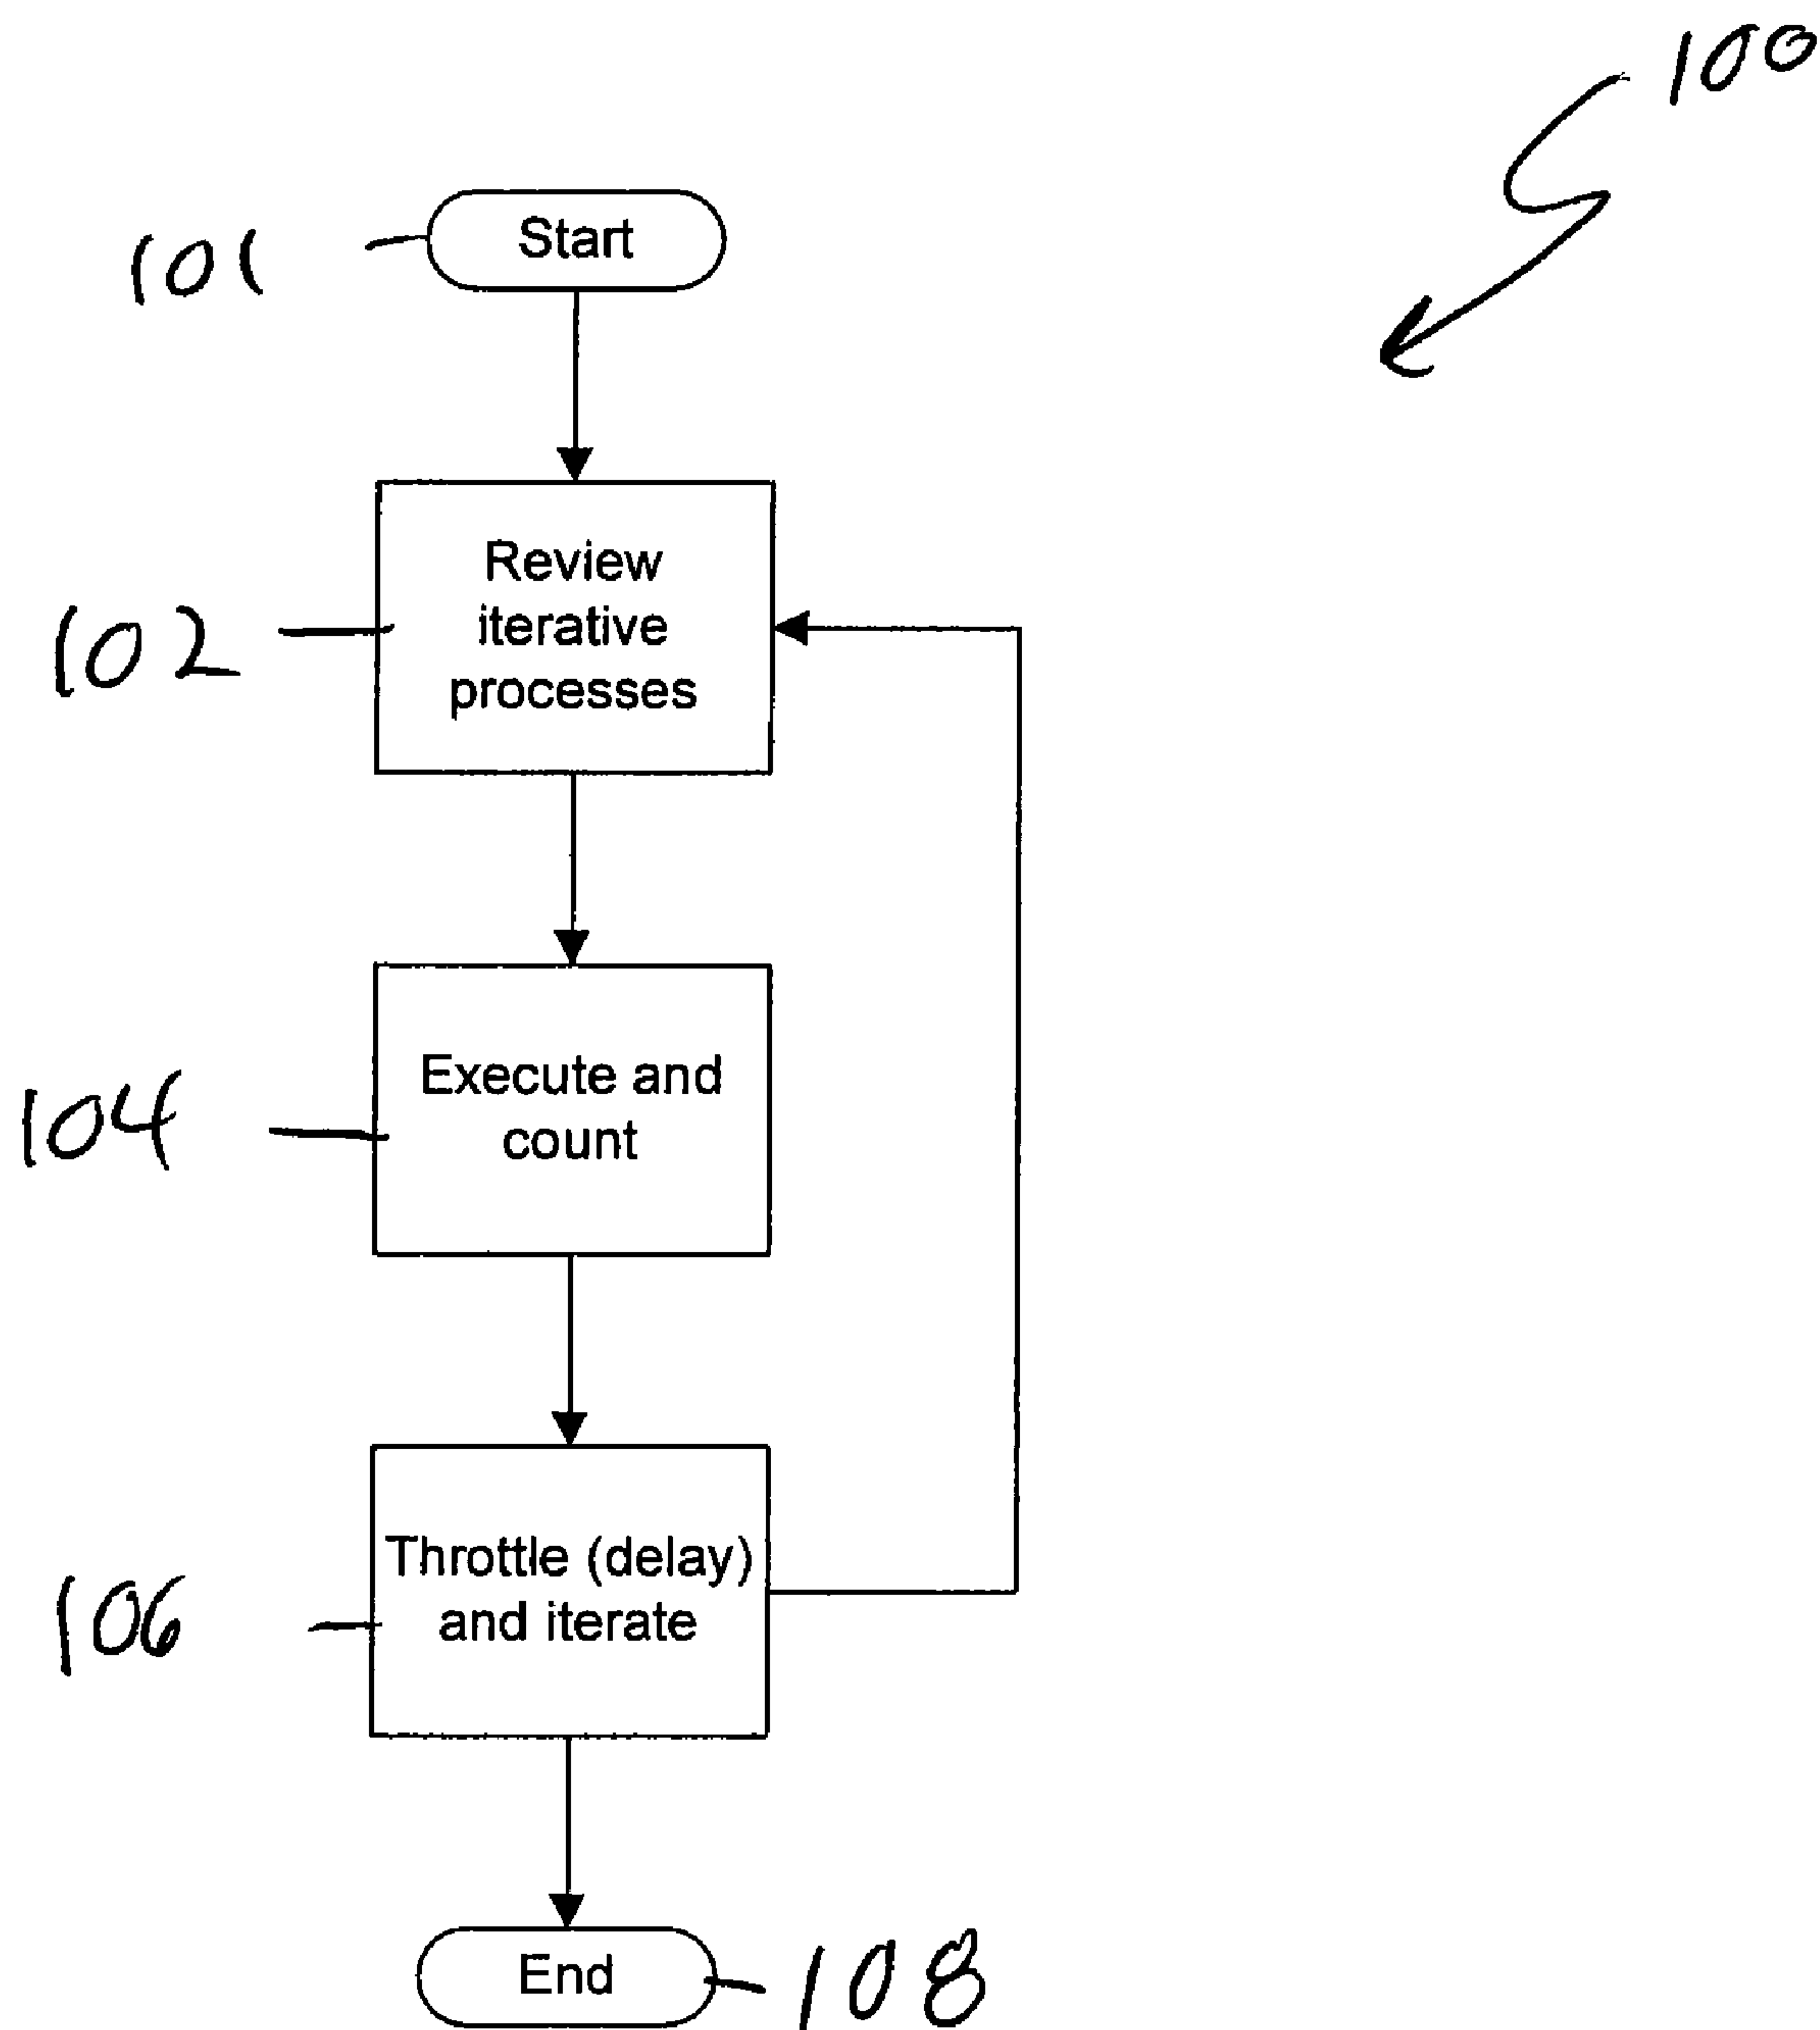 100
101
Start
Review
iterative
processes
102
Execute and
count
104
Throttle (delay)
and iterate
106
End
108